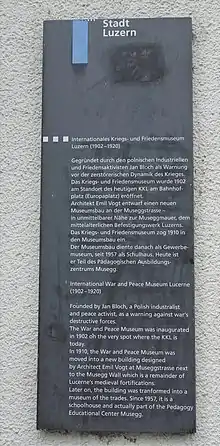 Stadt
Luzern
Internationales Kriegs- und Friedensmuseum
Luzern (1902–1920)
Gegründet durch den polnischen Industriellen
und Friedensaktivisten Jan Bloch als Warnung
vor der zerstörerischen Dynamik des Krieges.
Das Kriegs- und Friedensmuseum wurde 1902
am Standort des heutigen KKL am Bahnhof-
platz (Europaplatz) eröffnet.
Architekt Emil Vogt entwarf einen neuen
Museumsbau an der Museggstrasse –
in unmittelbarer Nähe zur Museggmauer, dem
mittelalterlichen Befestigungswerk Luzerns.
Das Kriegs- und Friedensmuseum zog 1910 in
den Museumsbau ein.
Der Museumsbau diente danach als Gewerbe-
museum, seit 1957 als Schulhaus. Heute ist
er Teil des Pädagogischen Ausbildungs-
zentrums Musegg.
International War and Peace Museum Lucerne
(1902–1920)
Founded by Jan Bloch, a Polish industrialist
and peace activist, as a warning against war's
destructive forces.
The War and Peace Museum was inaugurated
in 1902 on the very spot where the KKL is
today.
In 1910, the War and Peace Museum was
moved into a new building designed
by Architect Emil Vogt at Museggstrasse next
to the Musegg Wall which is a remainder of
Lucerne's medieval fortifications.
Later on, the building was tranformed into
a museum of the trades. Since 1957, it is a
schoolhouse and actually part of the Pedagogy
Educational Center Musegg.